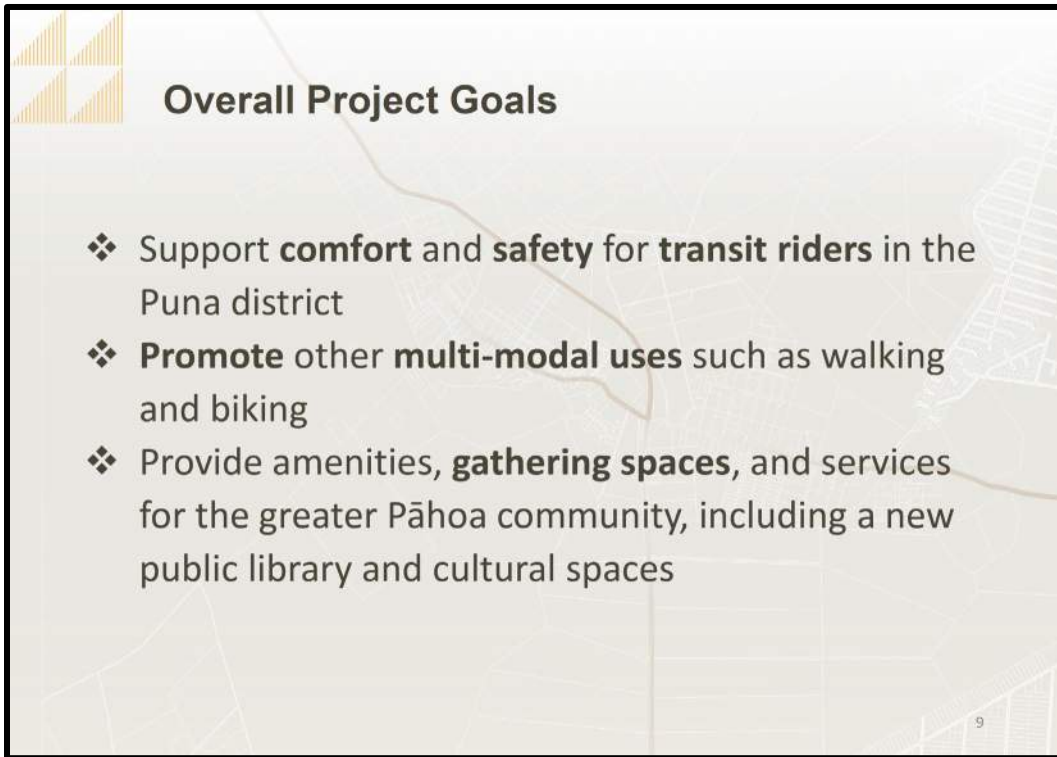 Overall Project Goals
❖ Support comfort and safety for transit riders in the
Puna district
❖ Promote other multi-modal uses such as walking
and biking
❖ Provide amenities, gathering spaces, and services
for the greater Pāhoa community, including a new
public library and cultural spaces
9